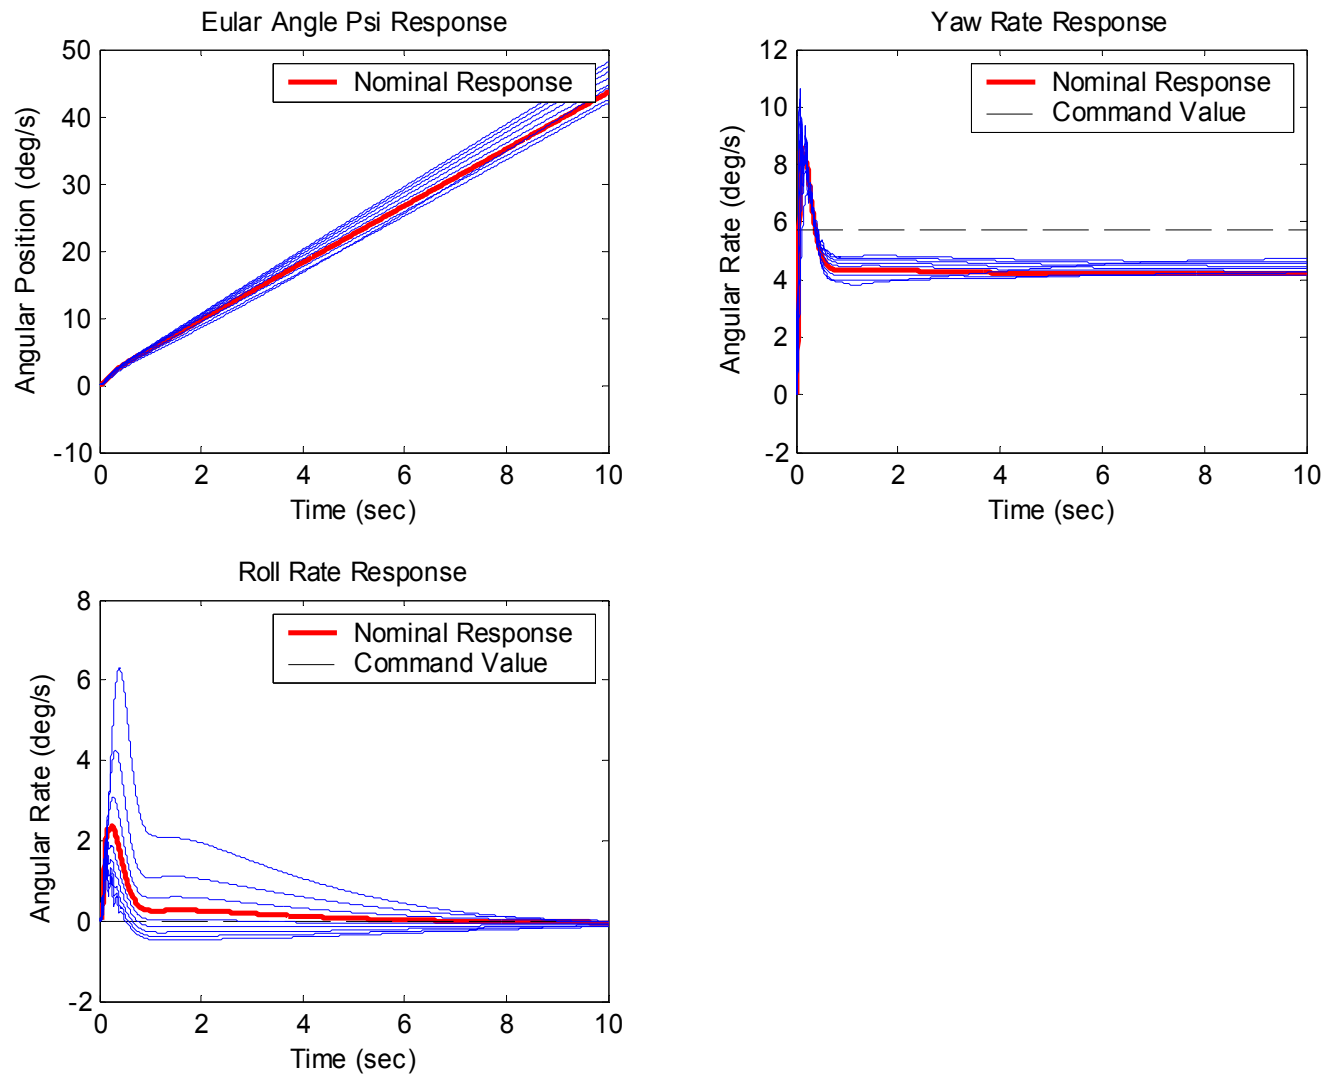 Eular Angle Psi Response
50
40
30
20
10
0
-10
Angular Position (deg/s)
Nominal Response
0 2 4 6 8 10
Time (sec)
Yaw Rate Response
12
10
8
6
4
2
0
-2
Angular Rate (deg/s)
Nominal Response
Command Value
0 2 4 6 8 10
Time (sec)
Roll Rate Response
8
6
4
2
0
-2
Angular Rate (deg/s)
Nominal Response
Command Value
0 2 4 6 8 10
Time (sec)